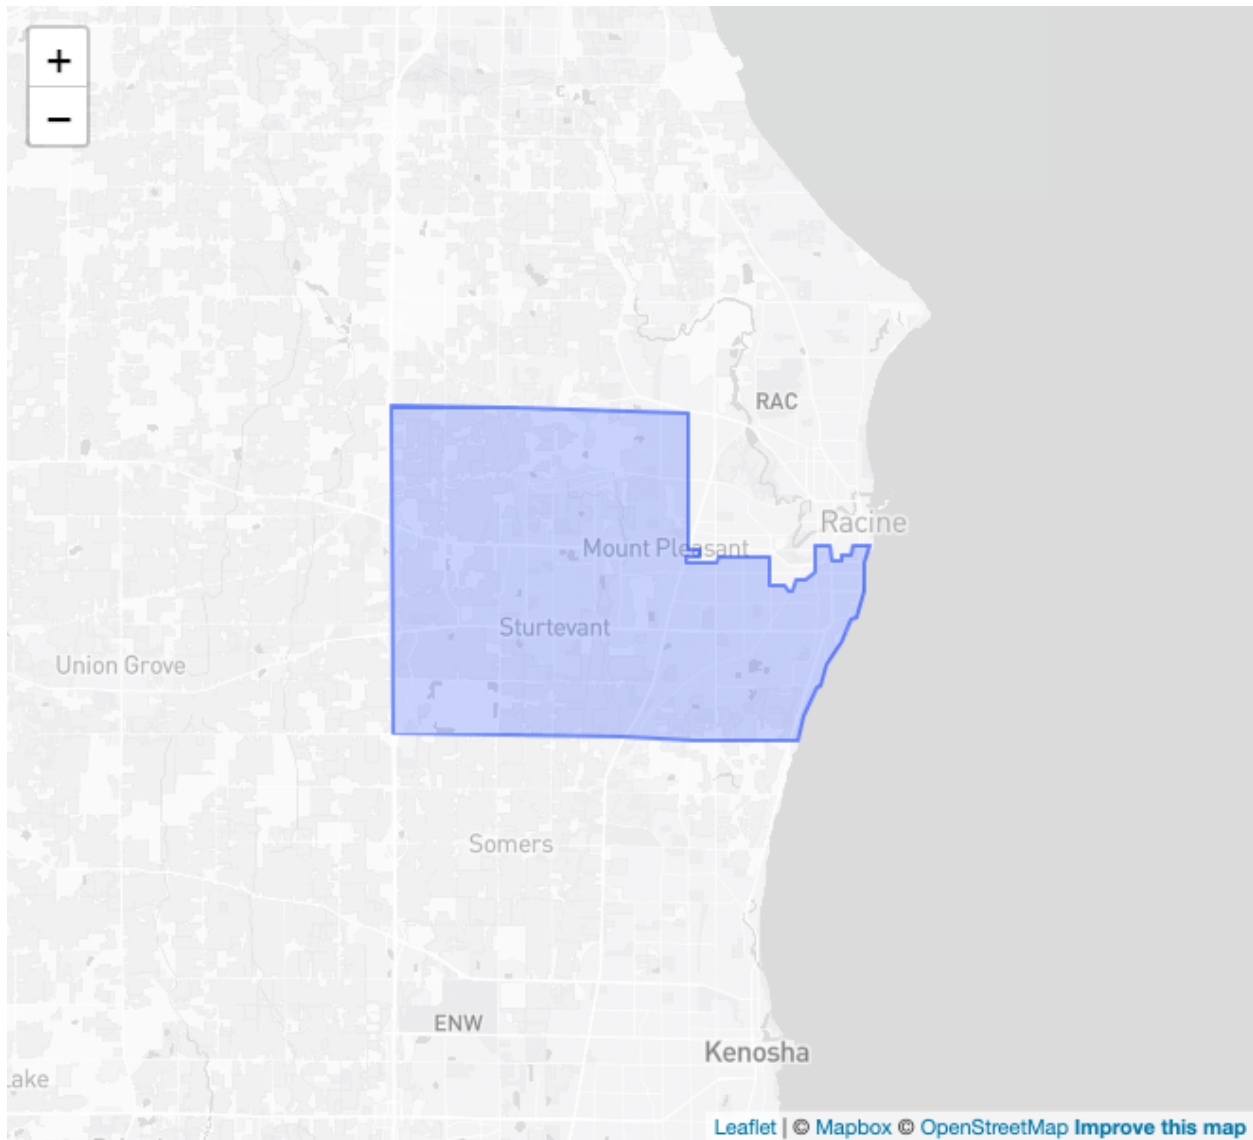 +
−
RAC
Racine
Mount Pleasant
Sturtevant
Union Grove
Somers
ENW
Kenosha
Lake
Leaflet | © Mapbox © OpenStreetMap Improve this map